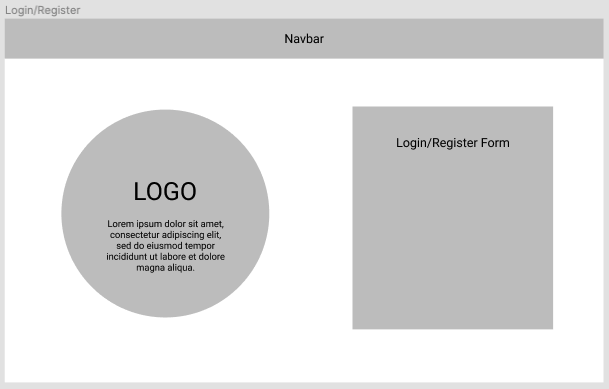 Login/Register
Navbar
LOGO
Lorem ipsum dolor sit amet,
consectetur adipiscing elit,
sed do eiusmod tempor
incididunt ut labore et dolore
magna aliqua.
Login/Register Form